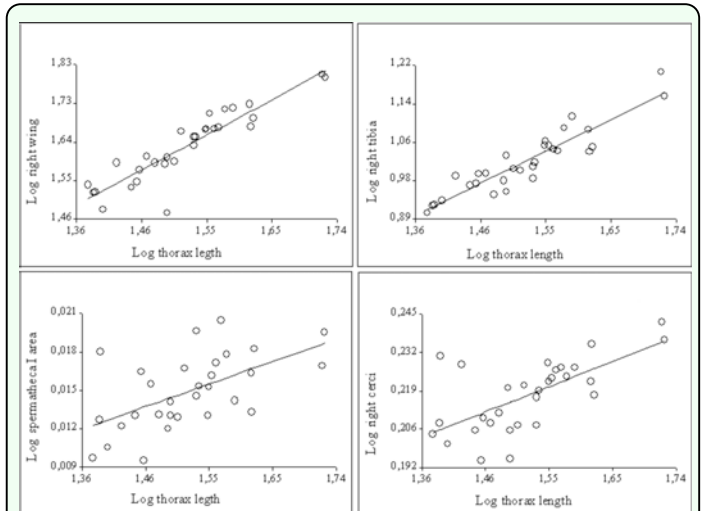 1,83
1,73
1,64
1,55
1,46
Log right wing
1,36 1,46 1,55 1,65 1,74
Log thorax legth
1,22
1,14
1,06
0,98
0,89
Log right tibia
1,36 1,46 1,55 1,65 1,74
Log thorax length
0,021
0,018
0,015
0,012
0,009
Log spermathecal area
1,36 1,46 1,55 1,65 1,74
Log thorax legth
0,245
0,232
0,219
0,206
0,192
Log right cerci
1,36 1,46 1,55 1,65 1,74
Log thorax length